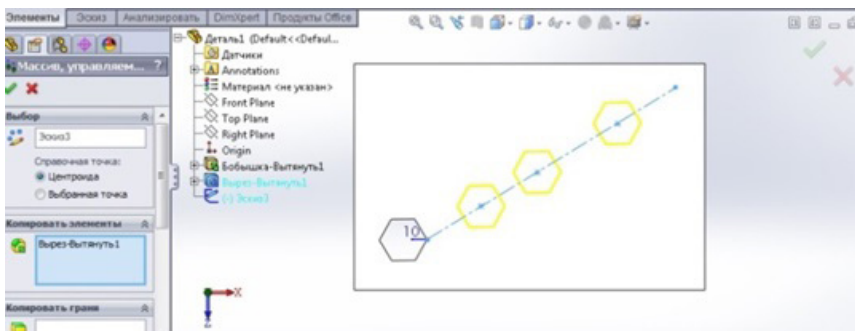 Элементы Эскиз Анализировать DimXpert Продукты Office
Массив, управляем... ?
Выбор
Эскиз3
Справочная точка:
Центроида
Выбранная точка
Копировать элементы
Вырез-Вытянуть1
Копировать грани
Деталь1 (Default<<Defaul...
Датчики
Annotations
Материал <не указан>
Front Plane
Top Plane
Right Plane
Origin
Бобышка-Вытянуть1
Вырез-Вытянуть1
(-) Эскиз3
10
X
Z